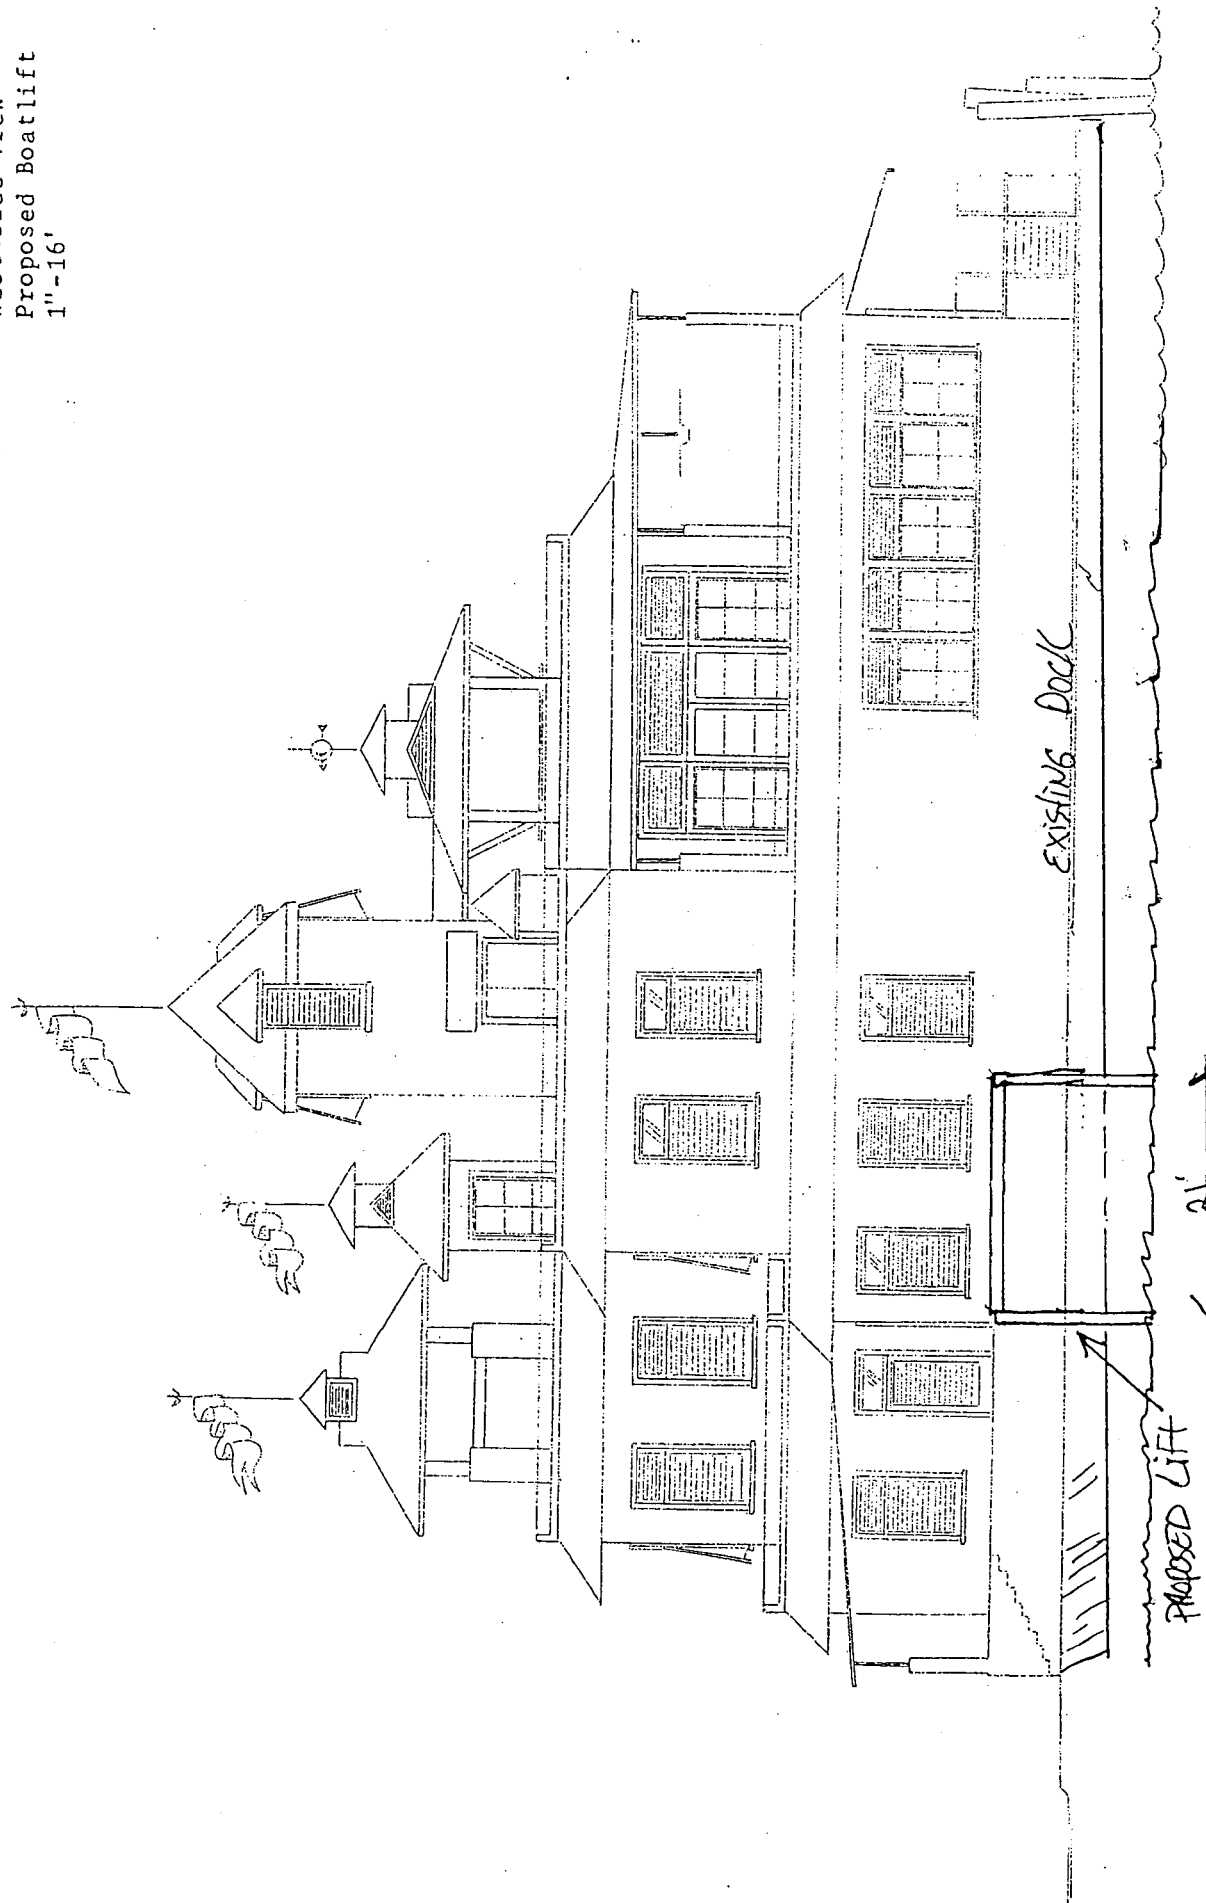 Proposed Boatlift
1"-16'
EXISTING DOCK
PROPOSED LIFT
21'